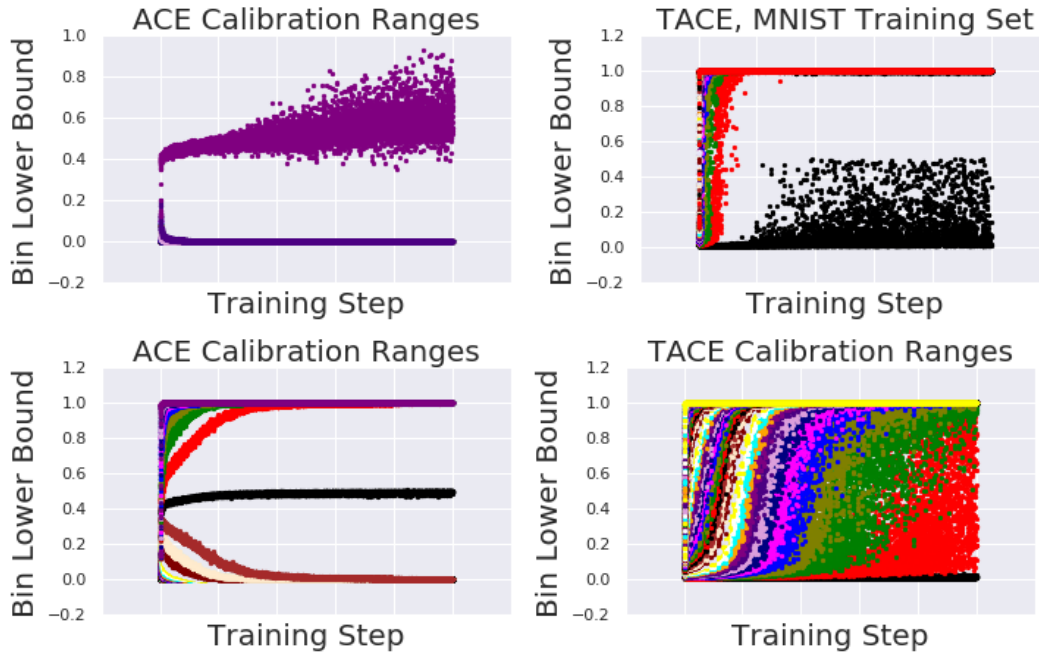 ACE Calibration Ranges
Bin Lower Bound
1.0
0.8
0.6
0.4
0.2
0.0
−0.2
Training Step
TACE, MNIST Training Set
Bin Lower Bound
1.2
1.0
0.8
0.6
0.4
0.2
0.0
−0.2
Training Step
ACE Calibration Ranges
Bin Lower Bound
1.2
1.0
0.8
0.6
0.4
0.2
0.0
−0.2
Training Step
TACE Calibration Ranges
Bin Lower Bound
1.2
1.0
0.8
0.6
0.4
0.2
0.0
−0.2
Training Step